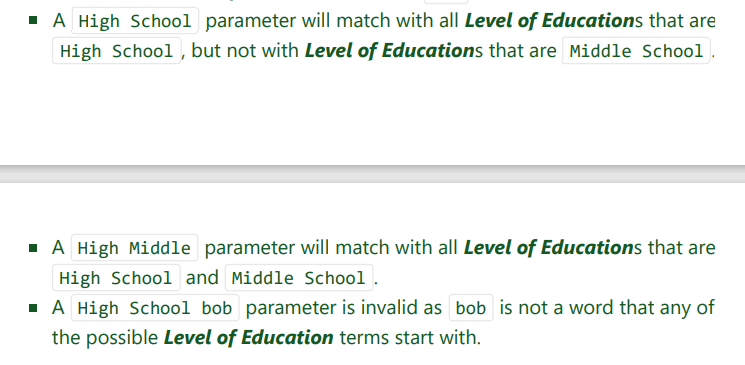 ▪ A High School parameter will match with all Level of Educations that are
High School, but not with Level of Educations that are Middle School.
▪ A High Middle parameter will match with all Level of Educations that are
High School and Middle School.
▪ A High School bob parameter is invalid as bob is not a word that any of
the possible Level of Education terms start with.